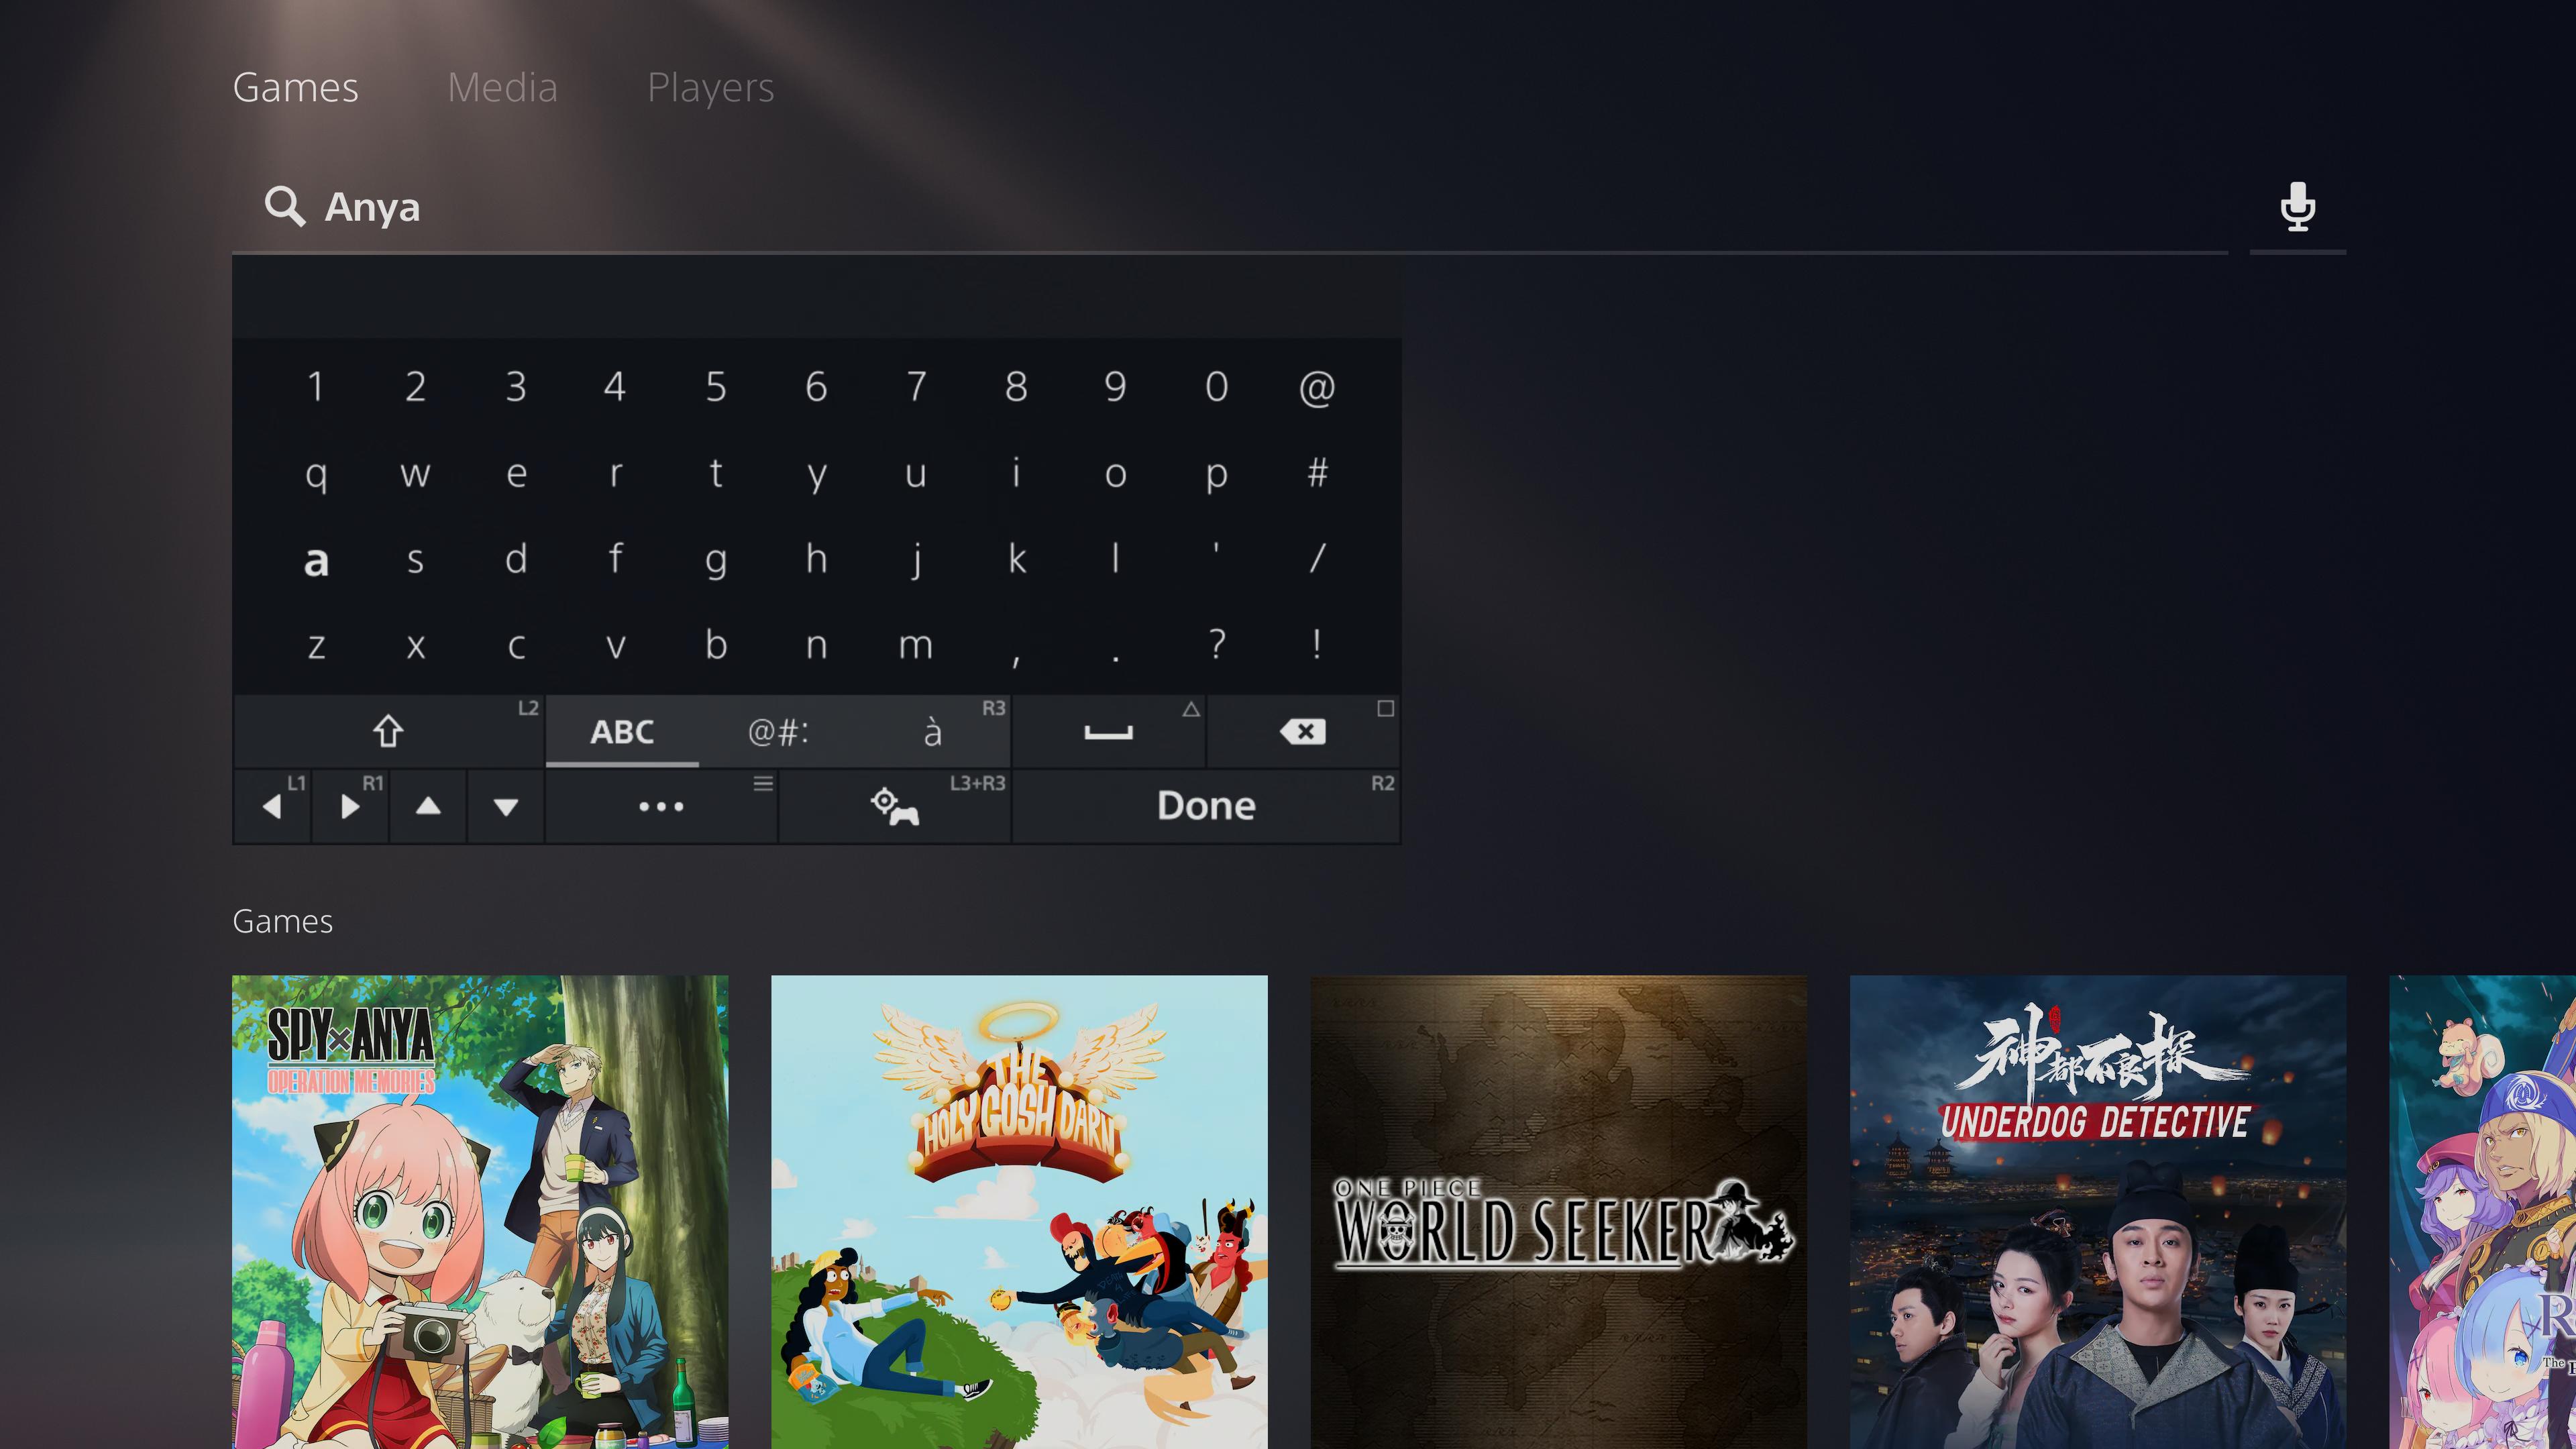 Games Media Players
Anya
1 2 3 4 5 6 7 8 9 0 @
q w e r t y u i o p #
a s d f g h j k l ' /
z x c v b n m , . ? !
L2 ABC @#: à R3
L1 R1 ... L3+R3 Done R2
Games
SPY×ANYA
OPERATION MEMORIES
THE
HOLY GOSH DARN
ONE PIECE
WORLD SEEKER
神都不良探
UNDERDOG DETECTIVE
The